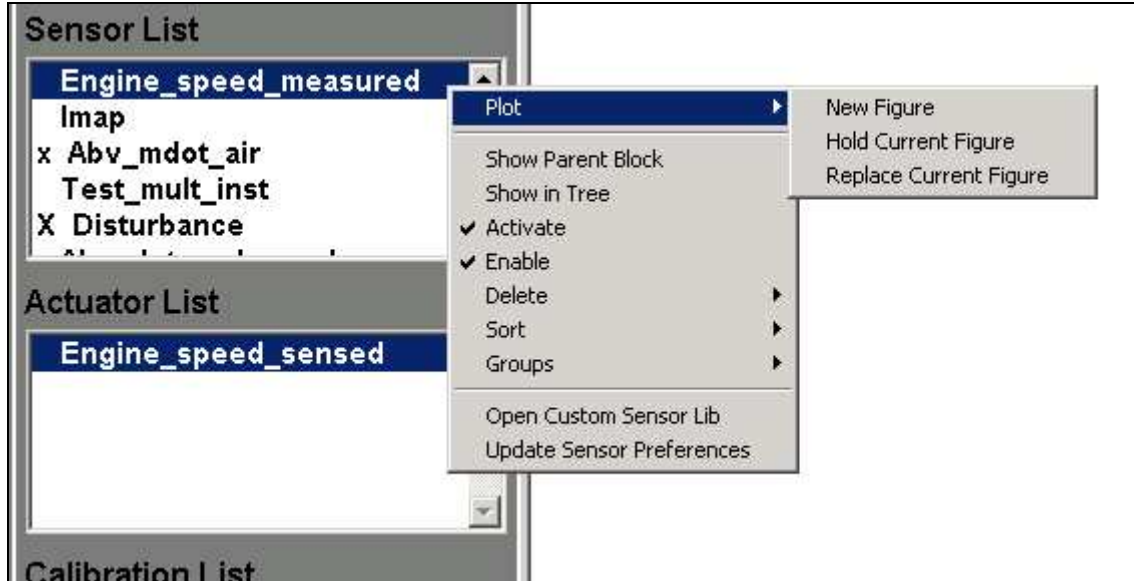 Sensor List
Engine_speed_measured
Imap
x Abv_mdot_air
Test_mult_inst
X Disturbance
Actuator List
Engine_speed_sensed
Calibration List
Plot
Show Parent Block
Show in Tree
Activate
Enable
Delete
Sort
Groups
Open Custom Sensor Lib
Update Sensor Preferences
New Figure
Hold Current Figure
Replace Current Figure